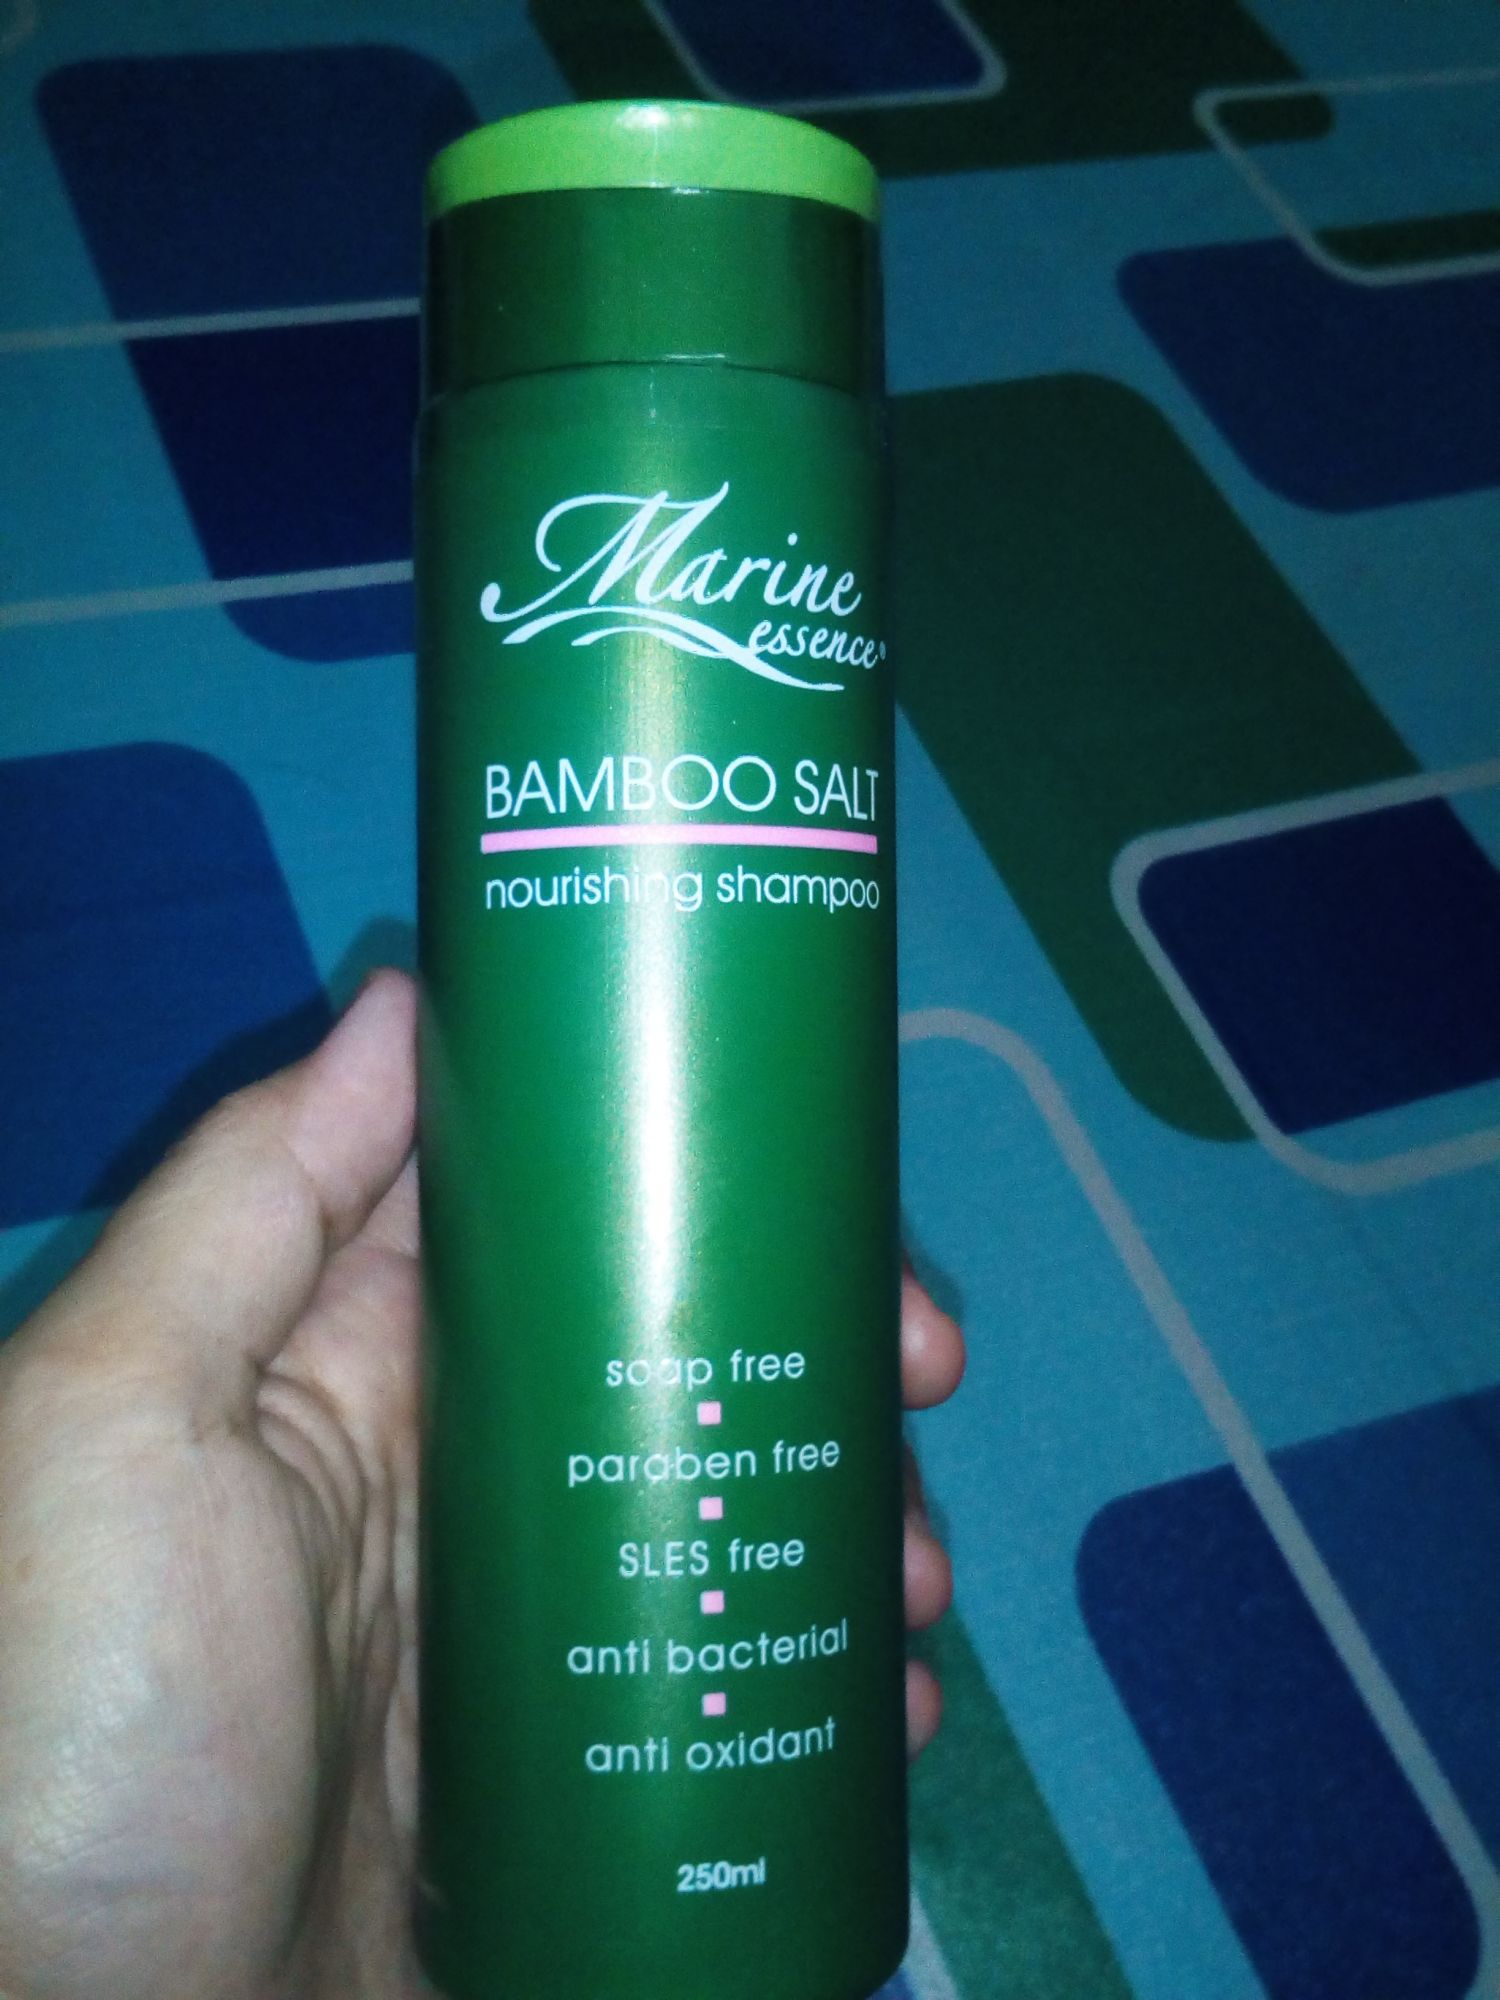 Marine
essence®
BAMBOO SALT
nourishing shampoo
soap free
paraben free
SLES free
anti bacterial
anti oxidant
250ml